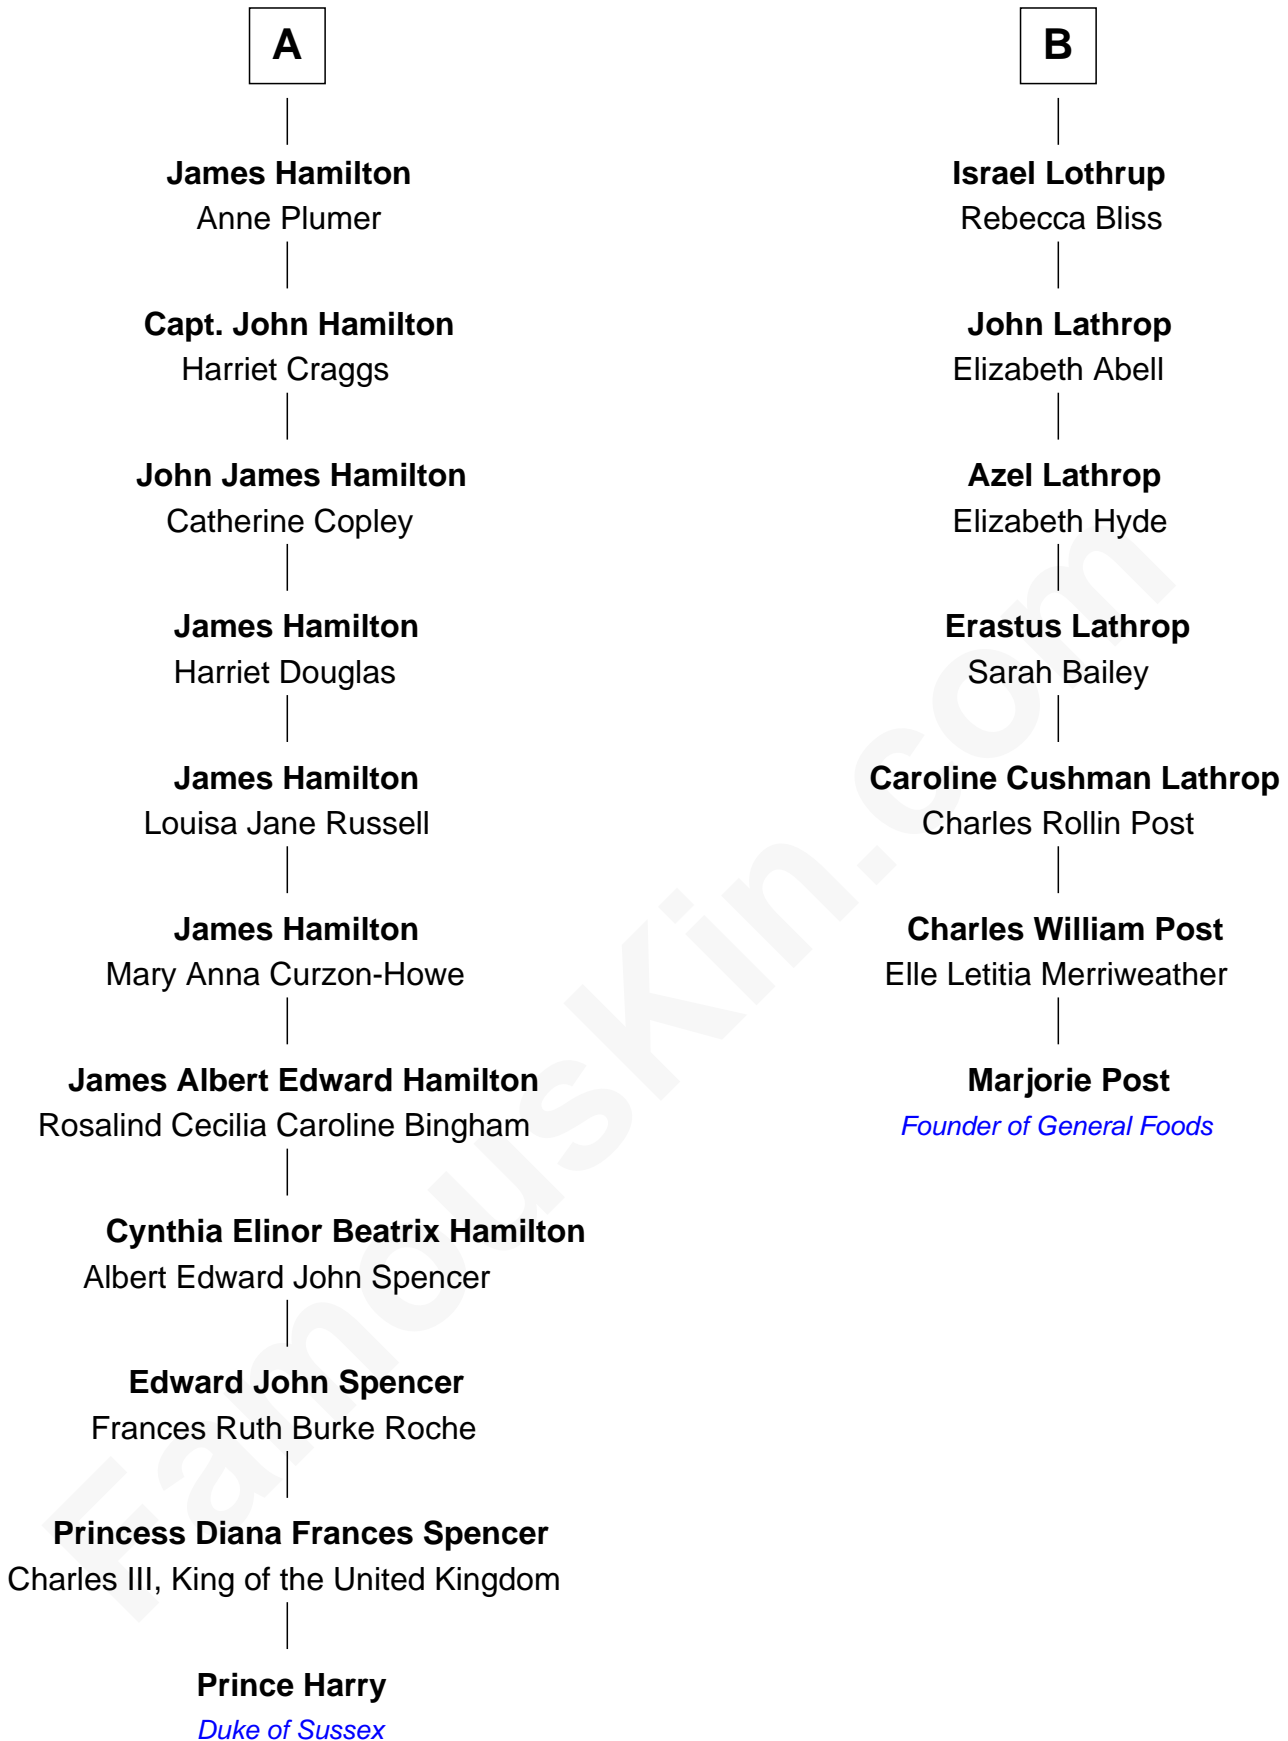 A
James Hamilton
Anne Plumer
Capt. John Hamilton
Harriet Craggs
John James Hamilton
Catherine Copley
James Hamilton
Harriet Douglas
James Hamilton
Louisa Jane Russell
James Hamilton
Mary Anna Curzon-Howe
James Albert Edward Hamilton
Rosalind Cecilia Caroline Bingham
Cynthia Elinor Beatrix Hamilton
Albert Edward John Spencer
Edward John Spencer
Frances Ruth Burke Roche
Princess Diana Frances Spencer
Charles III, King of the United Kingdom
Prince Harry
Duke of Sussex
B
Israel Lothrup
Rebecca Bliss
John Lathrop
Elizabeth Abell
Azel Lathrop
Elizabeth Hyde
Erastus Lathrop
Sarah Bailey
Caroline Cushman Lathrop
Charles Rollin Post
Charles William Post
Elle Letitia Merriweather
Marjorie Post
Founder of General Foods
FamousKin.com